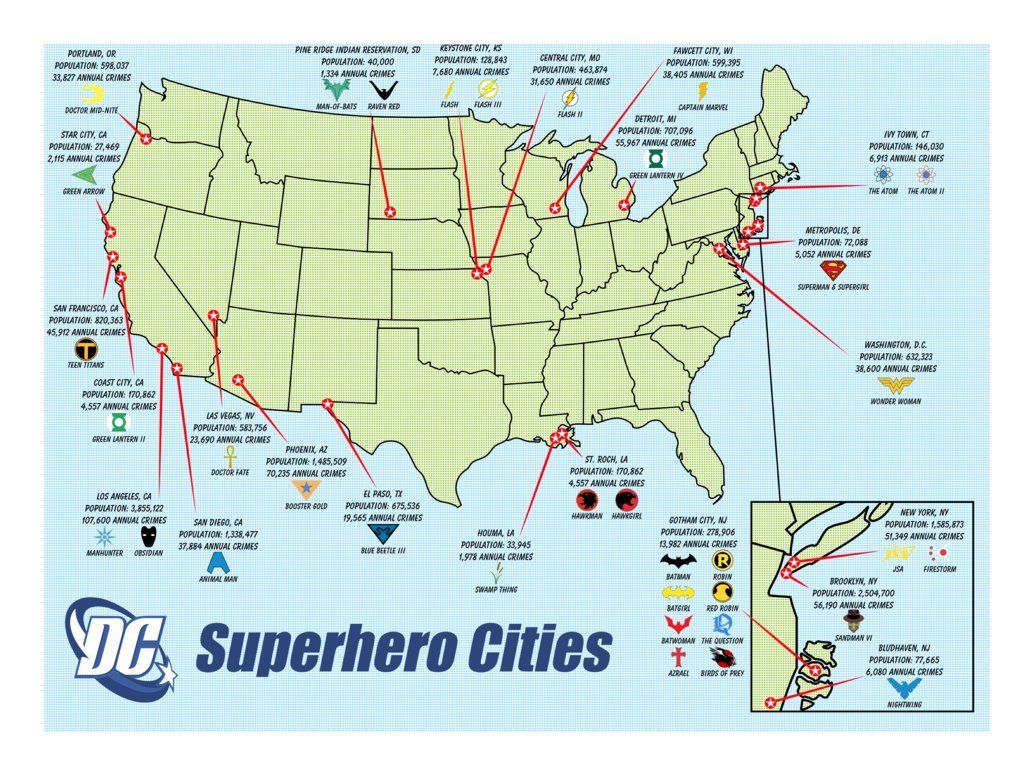 PORTLAND, OR
POPULATION: 598,037
33,827 ANNUAL CRIMES
DOCTOR MID-NITE
STAR CITY, CA
POPULATION: 27,469
2,115 ANNUAL CRIMES
GREEN ARROW
PINE RIDGE INDIAN RESERVATION, SD
POPULATION: 40,000
1,334 ANNUAL CRIMES
MAN-OF-BATS
RAVEN RED
KEYSTONE CITY, KS
POPULATION: 128,843
7,680 ANNUAL CRIMES
FLASH
FLASH III
CENTRAL CITY, MO
POPULATION: 463,874
31,650 ANNUAL CRIMES
FLASH II
FAWCETT CITY, WI
POPULATION: 599,395
38,405 ANNUAL CRIMES
CAPTAIN MARVEL
DETROIT, MI
POPULATION: 707,096
55,967 ANNUAL CRIMES
GREEN LANTERN IV
IVY TOWN, CT
POPULATION: 146,030
6,913 ANNUAL CRIMES
THE ATOM
THE ATOM II
METROPOLIS, DE
POPULATION: 72,088
5,052 ANNUAL CRIMES
SUPERMAN & SUPERGIRL
WASHINGTON, D.C.
POPULATION: 632,323
38,600 ANNUAL CRIMES
WONDER WOMAN
SAN FRANCISCO, CA
POPULATION: 820,363
45,912 ANNUAL CRIMES
T
TEEN TITANS
COAST CITY, CA
POPULATION: 170,862
4,557 ANNUAL CRIMES
GREEN LANTERN II
LAS VEGAS, NV
POPULATION: 583,756
23,690 ANNUAL CRIMES
DOCTOR FATE
PHOENIX, AZ
POPULATION: 1,485,509
70,235 ANNUAL CRIMES
BOOSTER GOLD
LOS ANGELES, CA
POPULATION: 3,855,122
107,600 ANNUAL CRIMES
MANHUNTER
OBSIDIAN
SAN DIEGO, CA
POPULATION: 1,338,477
37,884 ANNUAL CRIMES
ANIMAL MAN
EL PASO, TX
POPULATION: 675,536
19,565 ANNUAL CRIMES
BLUE BEETLE III
HOUMA, LA
POPULATION: 33,945
1,978 ANNUAL CRIMES
SWAMP THING
ST. ROCH, LA
POPULATION: 170,862
4,557 ANNUAL CRIMES
HAWKMAN
HAWKGIRL
GOTHAM CITY, NJ
POPULATION: 278,906
13,982 ANNUAL CRIMES
R
BATMAN
ROBIN
BATGIRL
RED ROBIN
BATWOMAN
THE QUESTION
AZRAEL
BIRDS OF PREY
NEW YORK, NY
POPULATION: 1,585,873
51,349 ANNUAL CRIMES
JSA
FIRESTORM
BROOKLYN, NY
POPULATION: 2,504,700
56,190 ANNUAL CRIMES
SANDMAN VI
BLUDHAVEN, NJ
POPULATION: 77,665
6,080 ANNUAL CRIMES
NIGHTWING
DC
Superhero Cities